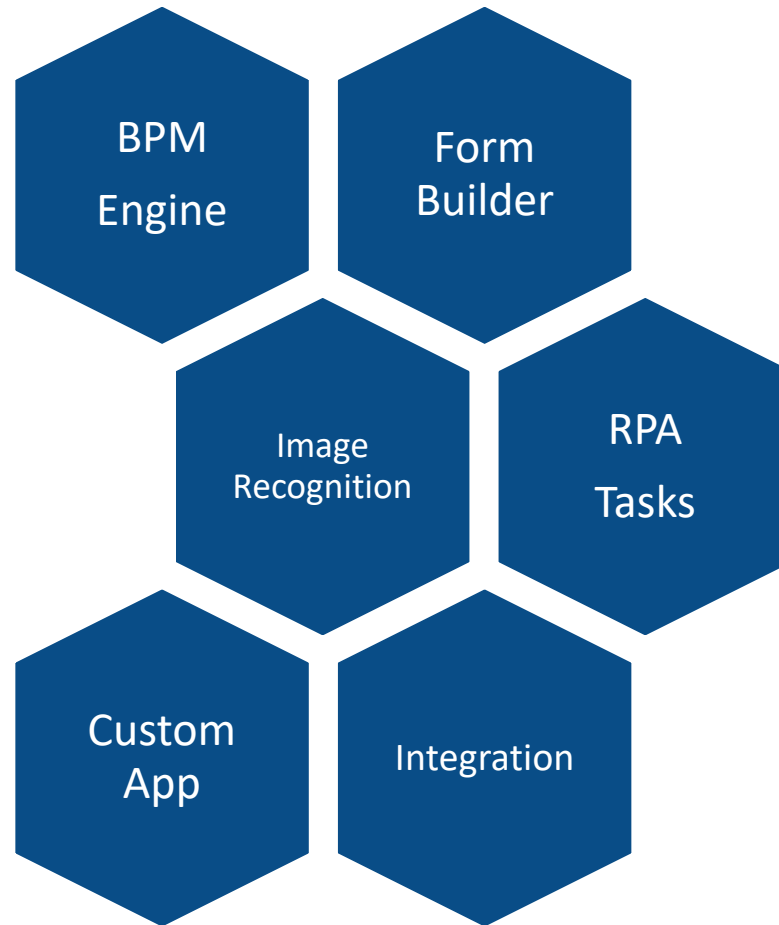 BPM
Engine
Form
Builder
Image
Recognition
RPA
Tasks
Custom
App
Integration